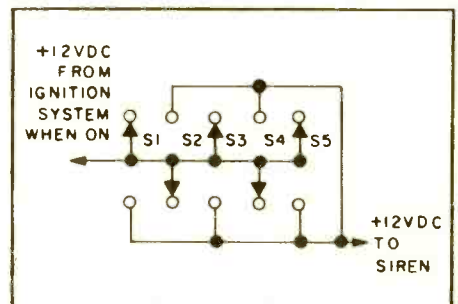 +12VDC
FROM
IGNITION
SYSTEM
WHEN ON
S1 S2 S3 S4 S5
+12VDC
TO
SIREN